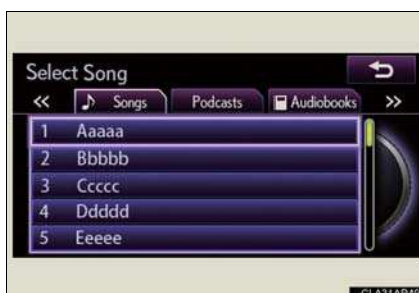 Select Song
« Songs Podcasts Audiobooks »
1 Aaaaa
2 Bbbbb
3 Ccccc
4 Ddddd
5 Eeeee